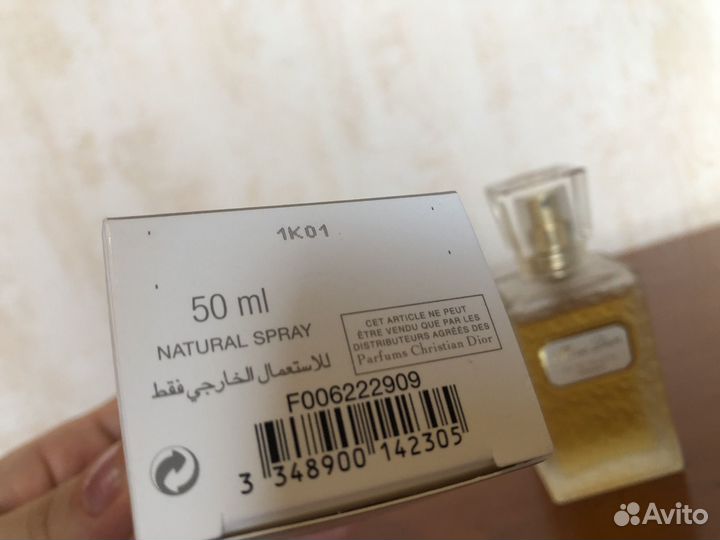 1K01
50 ml
NATURAL SPRAY
للاستعمال الخارجي فقط
CET ARTICLE NE PEUT
ÊTRE VENDU QUE PAR LES
DISTRIBUTEURS AGRÉÉS DES
Parfums Christian Dior
F006222909
3 348900 142305
Avito